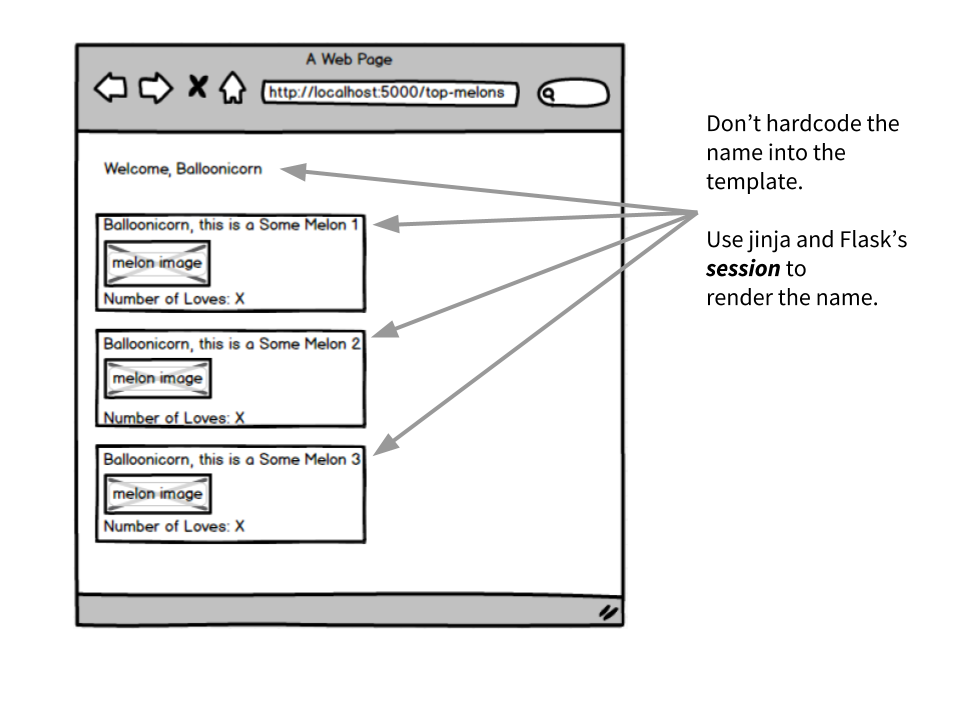 A Web Page
http://localhost:5000/top-melons
Welcome, Balloonicorn
Balloonicorn, this is a Some Melon 1
melon image
Number of Loves: X
Balloonicorn, this is a Some Melon 2
melon image
Number of Loves: X
Balloonicorn, this is a Some Melon 3
melon image
Number of Loves: X
Don’t hardcode the
name into the
template.
Use jinja and Flask’s
session to
render the name.